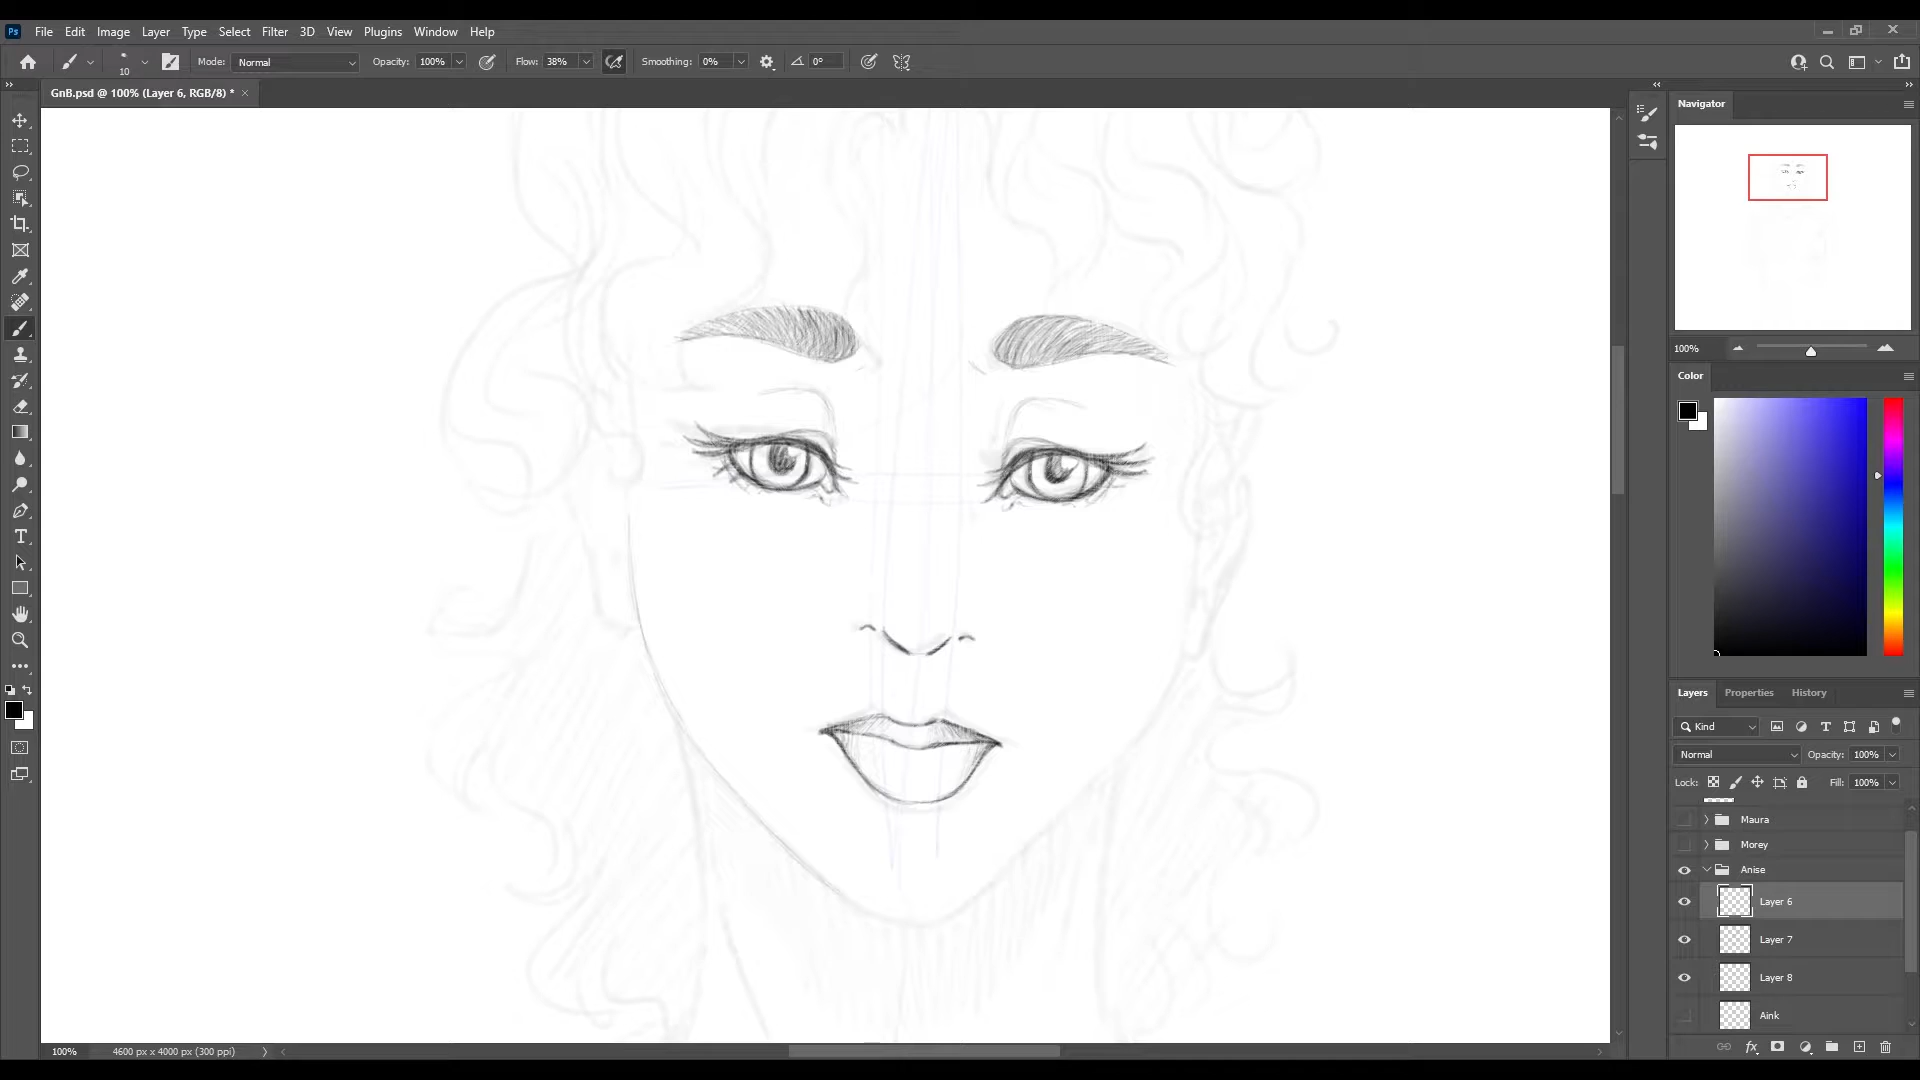 Ps File Edit Image Layer Type Select Filter 3D View Plugins Window Help
10 Mode: Normal Opacity: 100% Flow: 38% Smoothing: 0% 0°
GnB.psd @ 100% (Layer 6, RGB/8) *
Navigator
100%
Color
Layers Properties History
Kind
Normal Opacity: 100%
Lock: Fill: 100%
Maura
Morey
Anise
Layer 6
Layer 7
Layer 8
Aink
100% 4600 px x 4000 px (300 ppi)